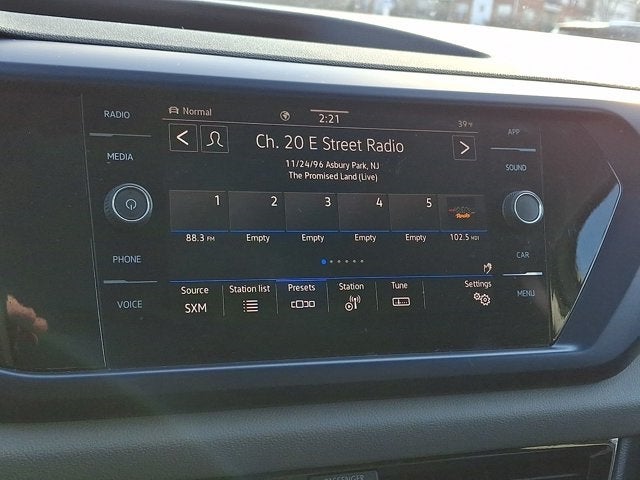 RADIO
MEDIA
PHONE
VOICE
Normal
2:21
39°F
Ch. 20 E Street Radio
11/24/96 Asbury Park, NJ
The Promised Land (Live)
1 2 3 4 5
88.3 FM Empty Empty Empty Empty 102.5 HD1
Source Station list Presets Station Tune Settings
SXM
APP
SOUND
CAR
MENU
PASSENGER